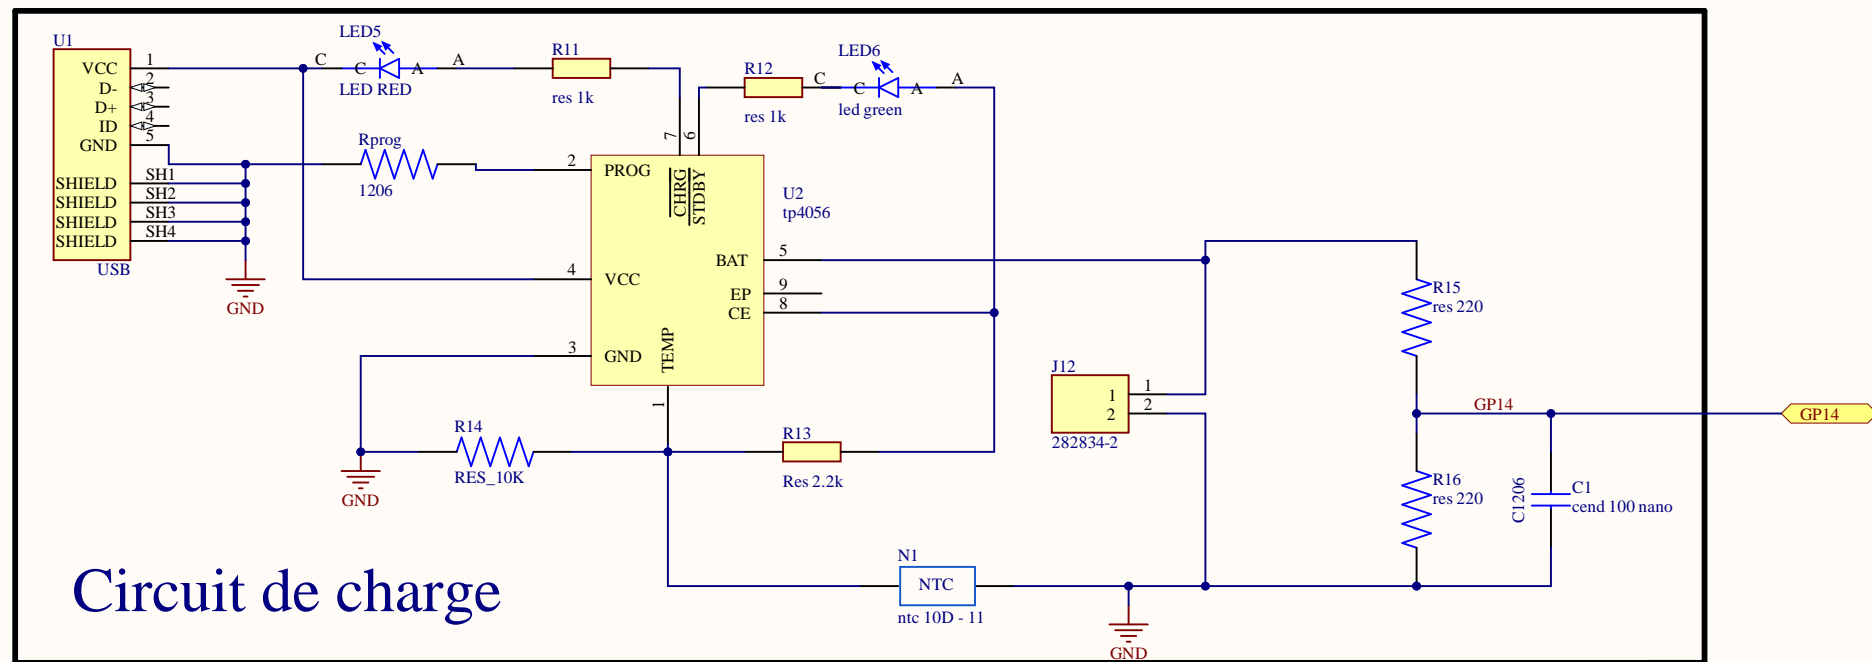 U1
VCC 1
D- 2
D+ 3
ID 4
GND 5
SHIELD SH1
SHIELD SH2
SHIELD SH3
SHIELD SH4
USB
GND
LED5
C C A A
LED RED
R11
res 1k
R12
res 1k
LED6
C C A A
led green
Rprog
1206
7 6
2 PROG
CHRG
STDBY
U2
tp4056
BAT 5
4 VCC
EP 9
CE 8
3 GND
TEMP
1
R14
RES_10K
GND
R13
Res 2.2k
J12
1 1
2 2
282834-2
R15
res 220
GP14
GP14
R16
res 220
C1206
C1
cend 100 nano
N1
NTC
ntc 10D - 11
GND
Circuit de charge